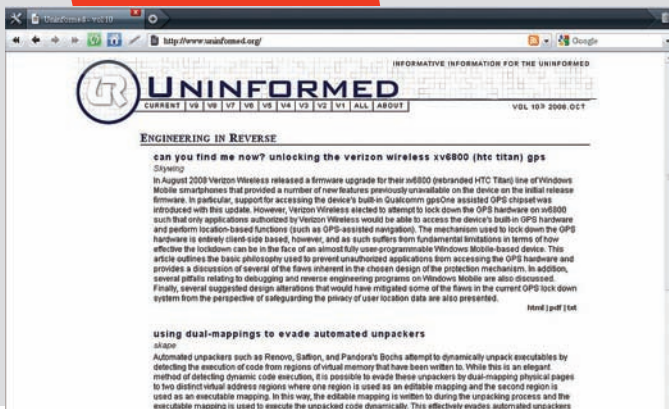 Uninformed - vol 10
http://www.uninformed.org/
Google
INFORMATIVE INFORMATION FOR THE UNINFORMED
UNINFORMED
CURRENT | V9 | V8 | V7 | V6 | V5 | V4 | V3 | V2 | V1 | ALL | ABOUT
VOL 10» 2008.OCT
ENGINEERING IN REVERSE
can you find me now? unlocking the verizon wireless xv6800 (htc titan) gps
Skywing
In August 2008 Verizon Wireless released a firmware upgrade for their xv6800 (rebranded HTC Titan) line of Windows
Mobile smartphones that provided a number of new features previously unavailable on the device on the initial release
firmware. In particular, support for accessing the device's built-in Qualcomm gpsOne assisted GPS chipset was
introduced with this update. However, Verizon Wireless elected to attempt to lock down the GPS hardware on xv6800
such that only applications authorized by Verizon Wireless would be able to access the device's built-in GPS hardware
and perform location-based functions (such as GPS-assisted navigation). The mechanism used to lock down the GPS
hardware is entirely client-side based, however, and as such suffers from fundamental limitations in terms of how
effective the lockdown can be in the face of an almost fully user-programmable Windows Mobile-based device. This
article outlines the basic philosophy used to prevent unauthorized applications from accessing the GPS hardware and
provides a discussion of several of the flaws inherent in the chosen design of the protection mechanism. In addition,
several pitfalls relating to debugging and reverse engineering programs on Windows Mobile are also discussed.
Finally, several suggested design alterations that would have mitigated some of the flaws in the current GPS lock down
system from the perspective of safeguarding the privacy of user location data are also presented.
html | pdf | txt
using dual-mappings to evade automated unpackers
skape
Automated unpackers such as Renovo, Saffron, and Pandora's Bochs attempt to dynamically unpack executables by
detecting the execution of code from regions of virtual memory that have been written to. While this is an elegant
method of detecting dynamic code execution, it is possible to evade these unpackers by dual-mapping physical pages
to two distinct virtual address regions where one region is used as an editable mapping and the second region is
used as an executable mapping. In this way, the editable mapping is written to during the unpacking process and the
executable mapping is used to execute the unpacked code dynamically. This effectively evades automated unpackers